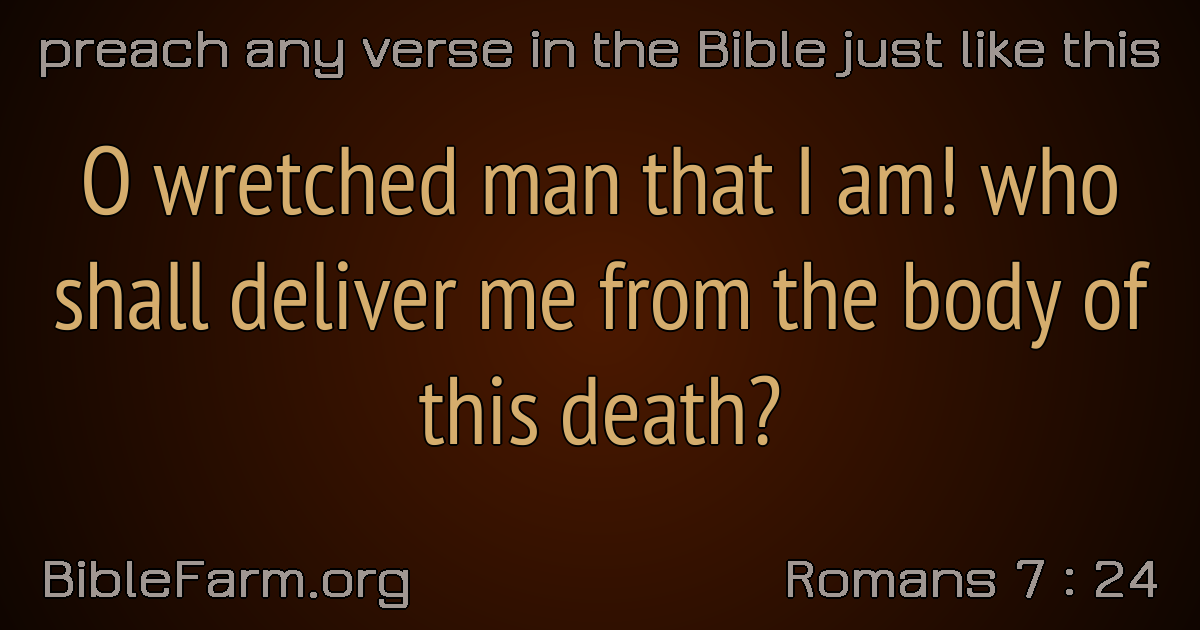 preach any verse in the Bible just like this
O wretched man that I am! who
shall deliver me from the body of
this death?
BibleFarm.org
Romans 7 : 24